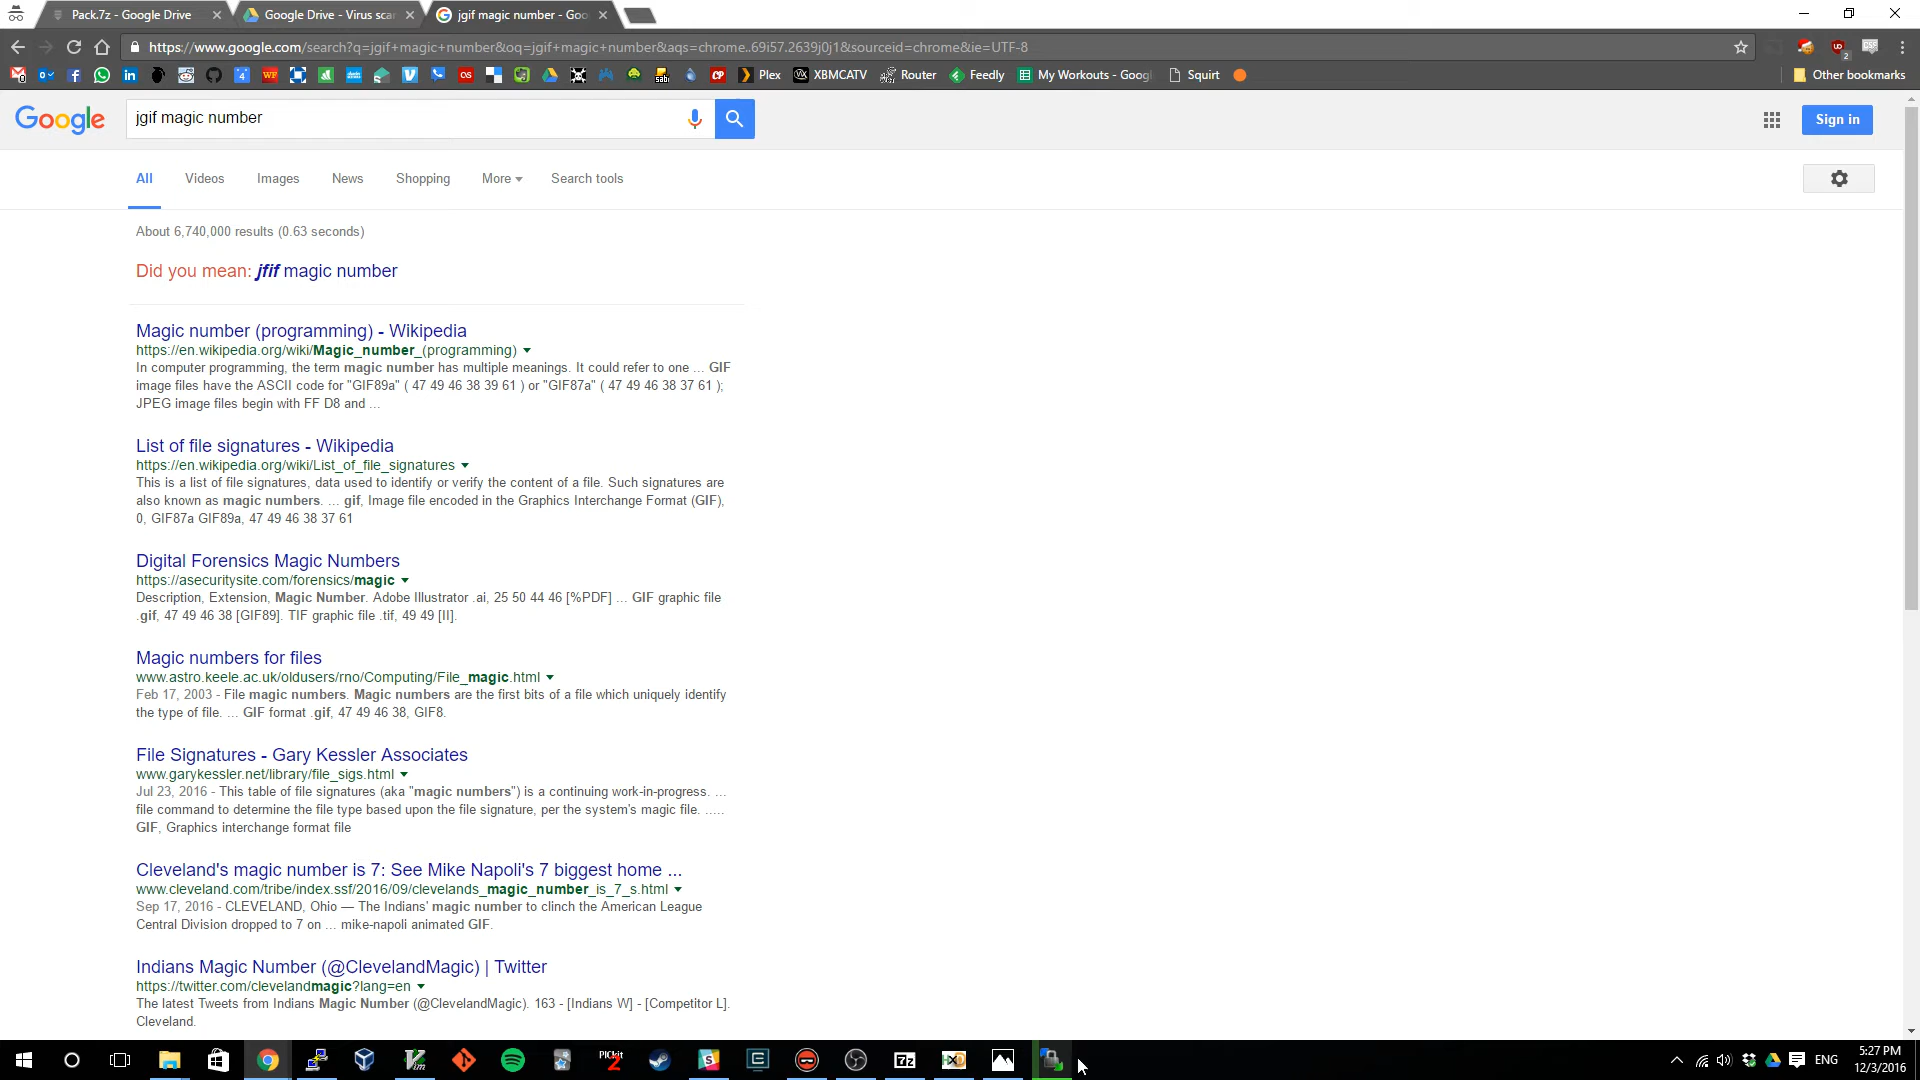 Pack.7z - Google Drive
Google Drive - Virus scar
jgif magic number - Goo
https://www.google.com/search?q=jgif+magic+number&oq=jgif+magic+number&aqs=chrome..69i57.2639j0j1&sourceid=chrome&ie=UTF-8
Plex
XBMCATV
Router
Feedly
My Workouts - Googl
Squirt
Other bookmarks
Google
jgif magic number
Sign in
All
Videos
Images
News
Shopping
More
Search tools
About 6,740,000 results (0.63 seconds)
Did you mean: jfif magic number
Magic number (programming) - Wikipedia
https://en.wikipedia.org/wiki/Magic_number_(programming)
In computer programming, the term magic number has multiple meanings. It could refer to one ... GIF
image files have the ASCII code for "GIF89a" ( 47 49 46 38 39 61 ) or "GIF87a" ( 47 49 46 38 37 61 );
JPEG image files begin with FF D8 and ...
List of file signatures - Wikipedia
https://en.wikipedia.org/wiki/List_of_file_signatures
This is a list of file signatures, data used to identify or verify the content of a file. Such signatures are
also known as magic numbers. ... gif, Image file encoded in the Graphics Interchange Format (GIF),
0, GIF87a GIF89a, 47 49 46 38 37 61
Digital Forensics Magic Numbers
https://asecuritysite.com/forensics/magic
Description, Extension, Magic Number. Adobe Illustrator .ai, 25 50 44 46 [%PDF] ... GIF graphic file
.gif, 47 49 46 38 [GIF89]. TIF graphic file .tif, 49 49 [II].
Magic numbers for files
www.astro.keele.ac.uk/oldusers/rno/Computing/File_magic.html
Feb 17, 2003 - File magic numbers. Magic numbers are the first bits of a file which uniquely identify
the type of file. ... GIF format .gif, 47 49 46 38, GIF8.
File Signatures - Gary Kessler Associates
www.garykessler.net/library/file_sigs.html
Jul 23, 2016 - This table of file signatures (aka "magic numbers") is a continuing work-in-progress. ...
file command to determine the file type based upon the file signature, per the system's magic file. .....
GIF, Graphics interchange format file
Cleveland's magic number is 7: See Mike Napoli's 7 biggest home ...
www.cleveland.com/tribe/index.ssf/2016/09/clevelands_magic_number_is_7_s.html
Sep 17, 2016 - CLEVELAND, Ohio — The Indians' magic number to clinch the American League
Central Division dropped to 7 on ... mike-napoli animated GIF.
Indians Magic Number (@ClevelandMagic) | Twitter
https://twitter.com/clevelandmagic?lang=en
The latest Tweets from Indians Magic Number (@ClevelandMagic). 163 - [Indians W] - [Competitor L].
Cleveland.
ENG
5:27 PM
12/3/2016